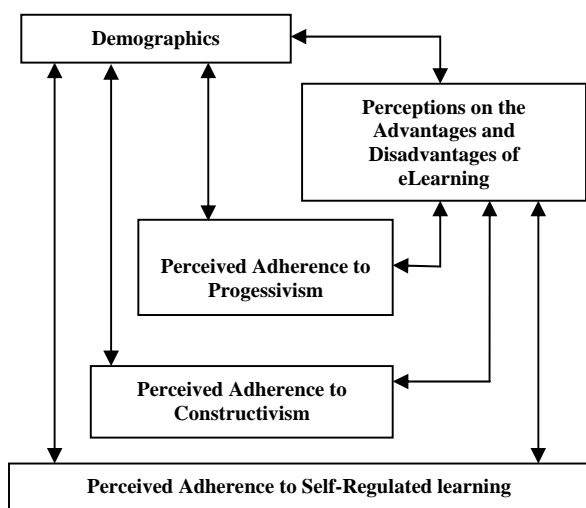 Demographics
Perceptions on the
Advantages and
Disadvantages of
eLearning
Perceived Adherence to
Progessivism
Perceived Adherence to
Constructivism
Perceived Adherence to Self-Regulated learning